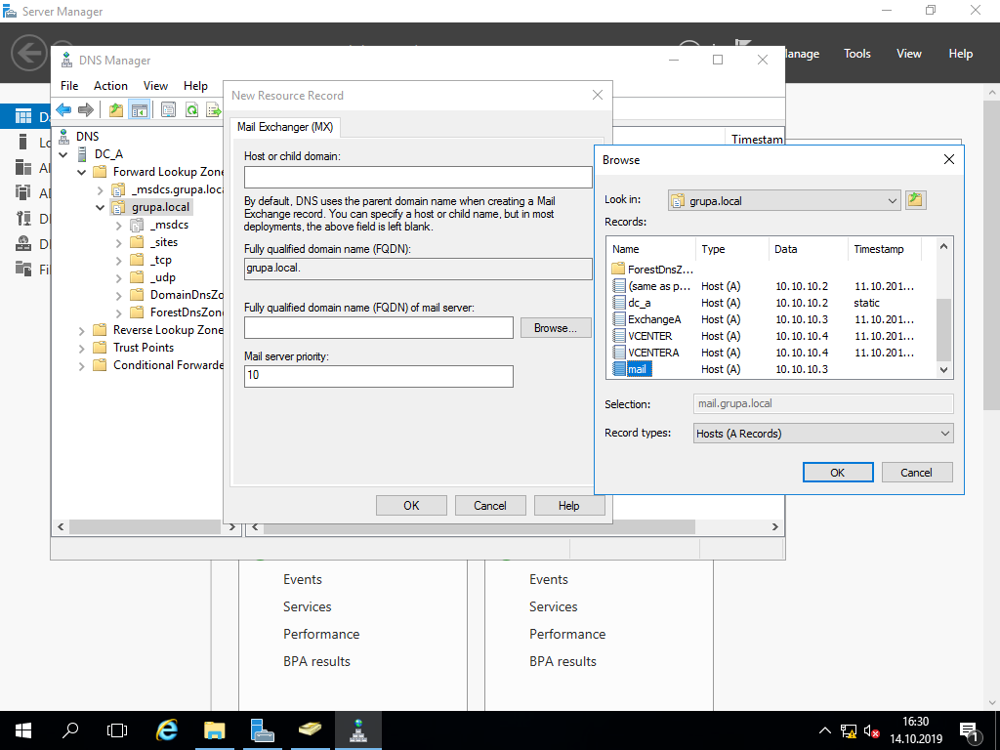 Server Manager
Manage
Tools
View
Help
DNS Manager
File
Action
View
Help
DNS
DC_A
Forward Lookup Zone
_msdcs.grupa.loca
grupa.local
_msdcs
_sites
_tcp
_udp
DomainDnsZo
ForestDnsZone
Reverse Lookup Zone
Trust Points
Conditional Forwarde
Timestam
New Resource Record
Mail Exchanger (MX)
Host or child domain:
By default, DNS uses the parent domain name when creating a Mail
Exchange record. You can specify a host or child name, but in most
deployments, the above field is left blank.
Fully qualified domain name (FQDN):
grupa.local.
Fully qualified domain name (FQDN) of mail server:
Browse...
Mail server priority:
10
OK
Cancel
Help
Browse
Look in:
grupa.local
Records:
Name Type Data Timestamp
ForestDnsZ...
(same as p... Host (A) 10.10.10.2 11.10.201...
dc_a Host (A) 10.10.10.2 static
ExchangeA Host (A) 10.10.10.3 11.10.201...
VCENTER Host (A) 10.10.10.4 11.10.201...
VCENTERA Host (A) 10.10.10.4 11.10.201...
mail Host (A) 10.10.10.3
Selection:
mail.grupa.local
Record types:
Hosts (A Records)
OK
Cancel
Events
Services
Performance
BPA results
Events
Services
Performance
BPA results
16:30
14.10.2019
1